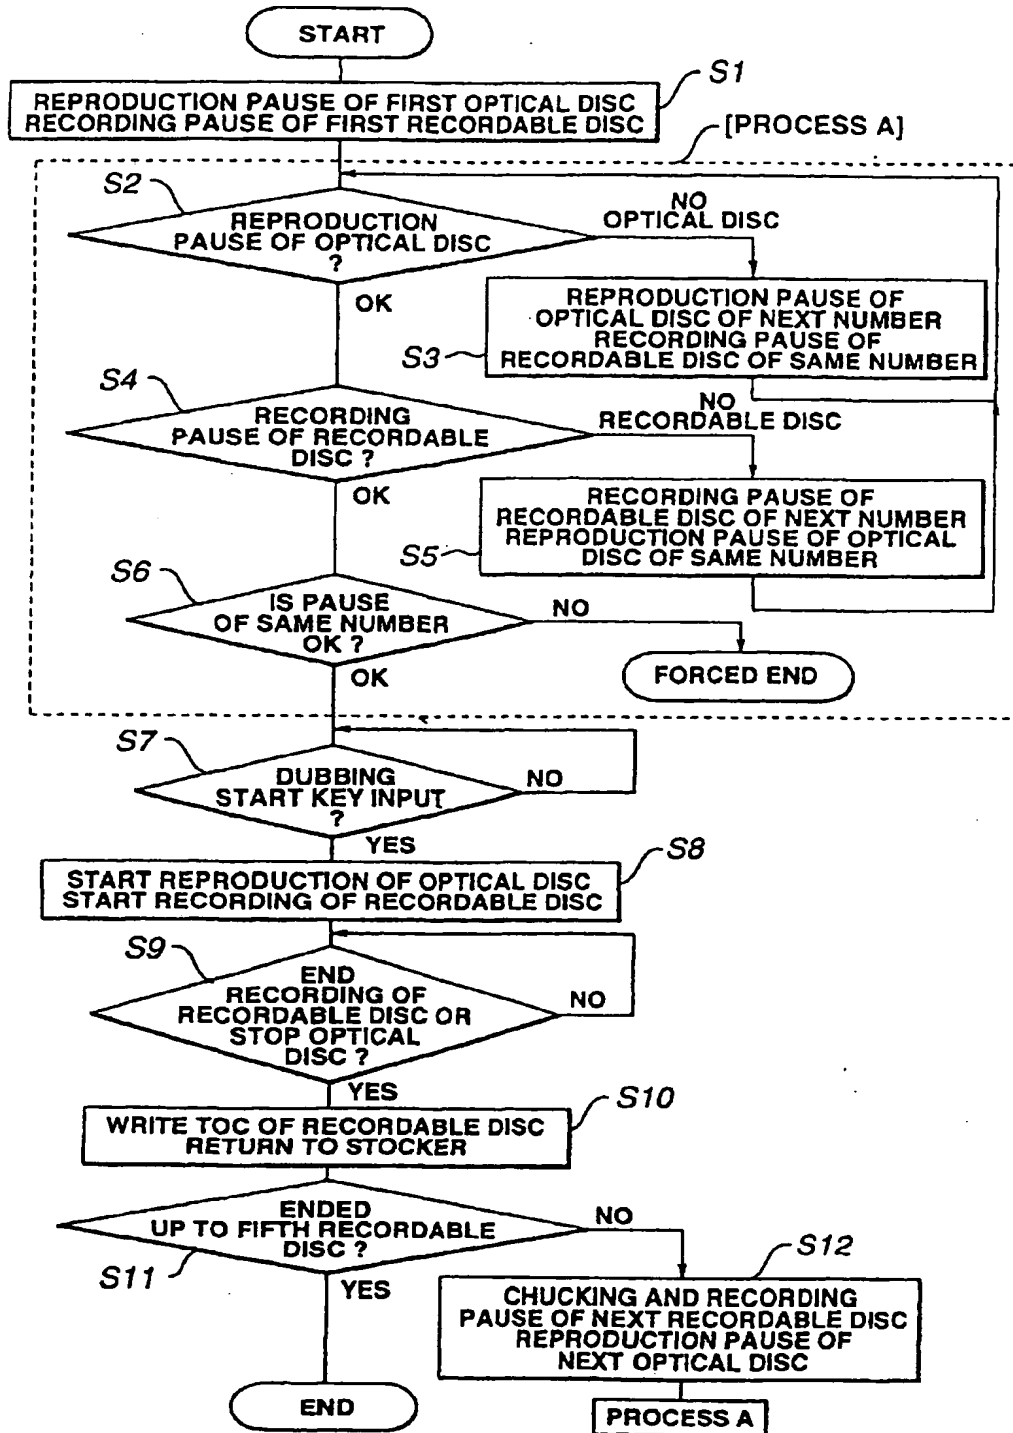 START
S1
REPRODUCTION PAUSE OF FIRST OPTICAL DISC
RECORDING PAUSE OF FIRST RECORDABLE DISC
[PROCESS A]
S2
REPRODUCTION
PAUSE OF OPTICAL DISC
?
NO
OPTICAL DISC
OK
REPRODUCTION PAUSE OF
OPTICAL DISC OF NEXT NUMBER
RECORDING PAUSE OF
RECORDABLE DISC OF SAME NUMBER
S3
S4
RECORDING
PAUSE OF RECORDABLE
DISC ?
NO
RECORDABLE DISC
OK
RECORDING PAUSE OF
RECORDABLE DISC OF NEXT NUMBER
REPRODUCTION PAUSE OF OPTICAL
DISC OF SAME NUMBER
S5
S6
IS PAUSE
OF SAME NUMBER
OK ?
NO
OK
FORCED END
S7
DUBBING
START KEY INPUT
?
NO
YES
S8
START REPRODUCTION OF OPTICAL DISC
START RECORDING OF RECORDABLE DISC
S9
END
RECORDING OF
RECORDABLE DISC OR
STOP OPTICAL
DISC ?
NO
YES
S10
WRITE TOC OF RECORDABLE DISC
RETURN TO STOCKER
ENDED
UP TO FIFTH RECORDABLE
DISC ?
NO
S11
YES
S12
CHUCKING AND RECORDING
PAUSE OF NEXT RECORDABLE DISC
REPRODUCTION PAUSE OF
NEXT OPTICAL DISC
END
PROCESS A